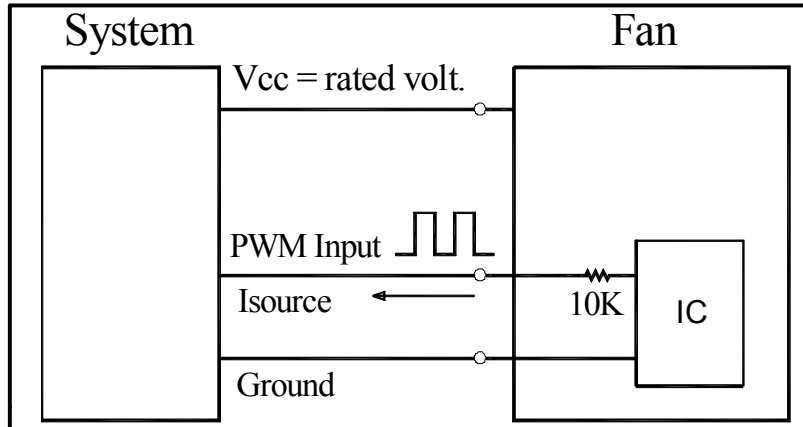 System
Fan
Vcc = rated volt.
PWM Input
Isource
10K
IC
Ground